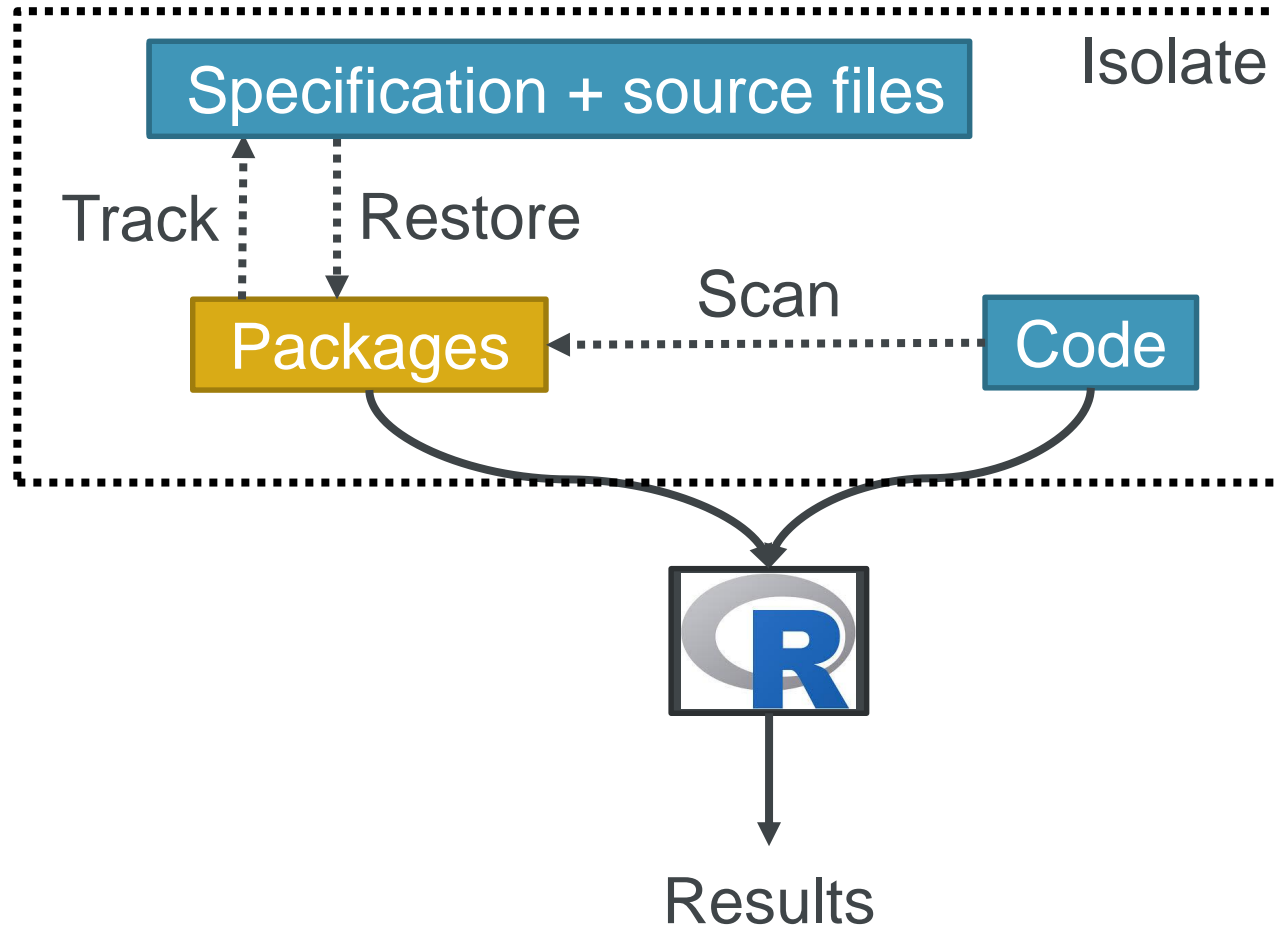 Isolate
Specification + source files
Track
Restore
Scan
Packages
Code
R
Results